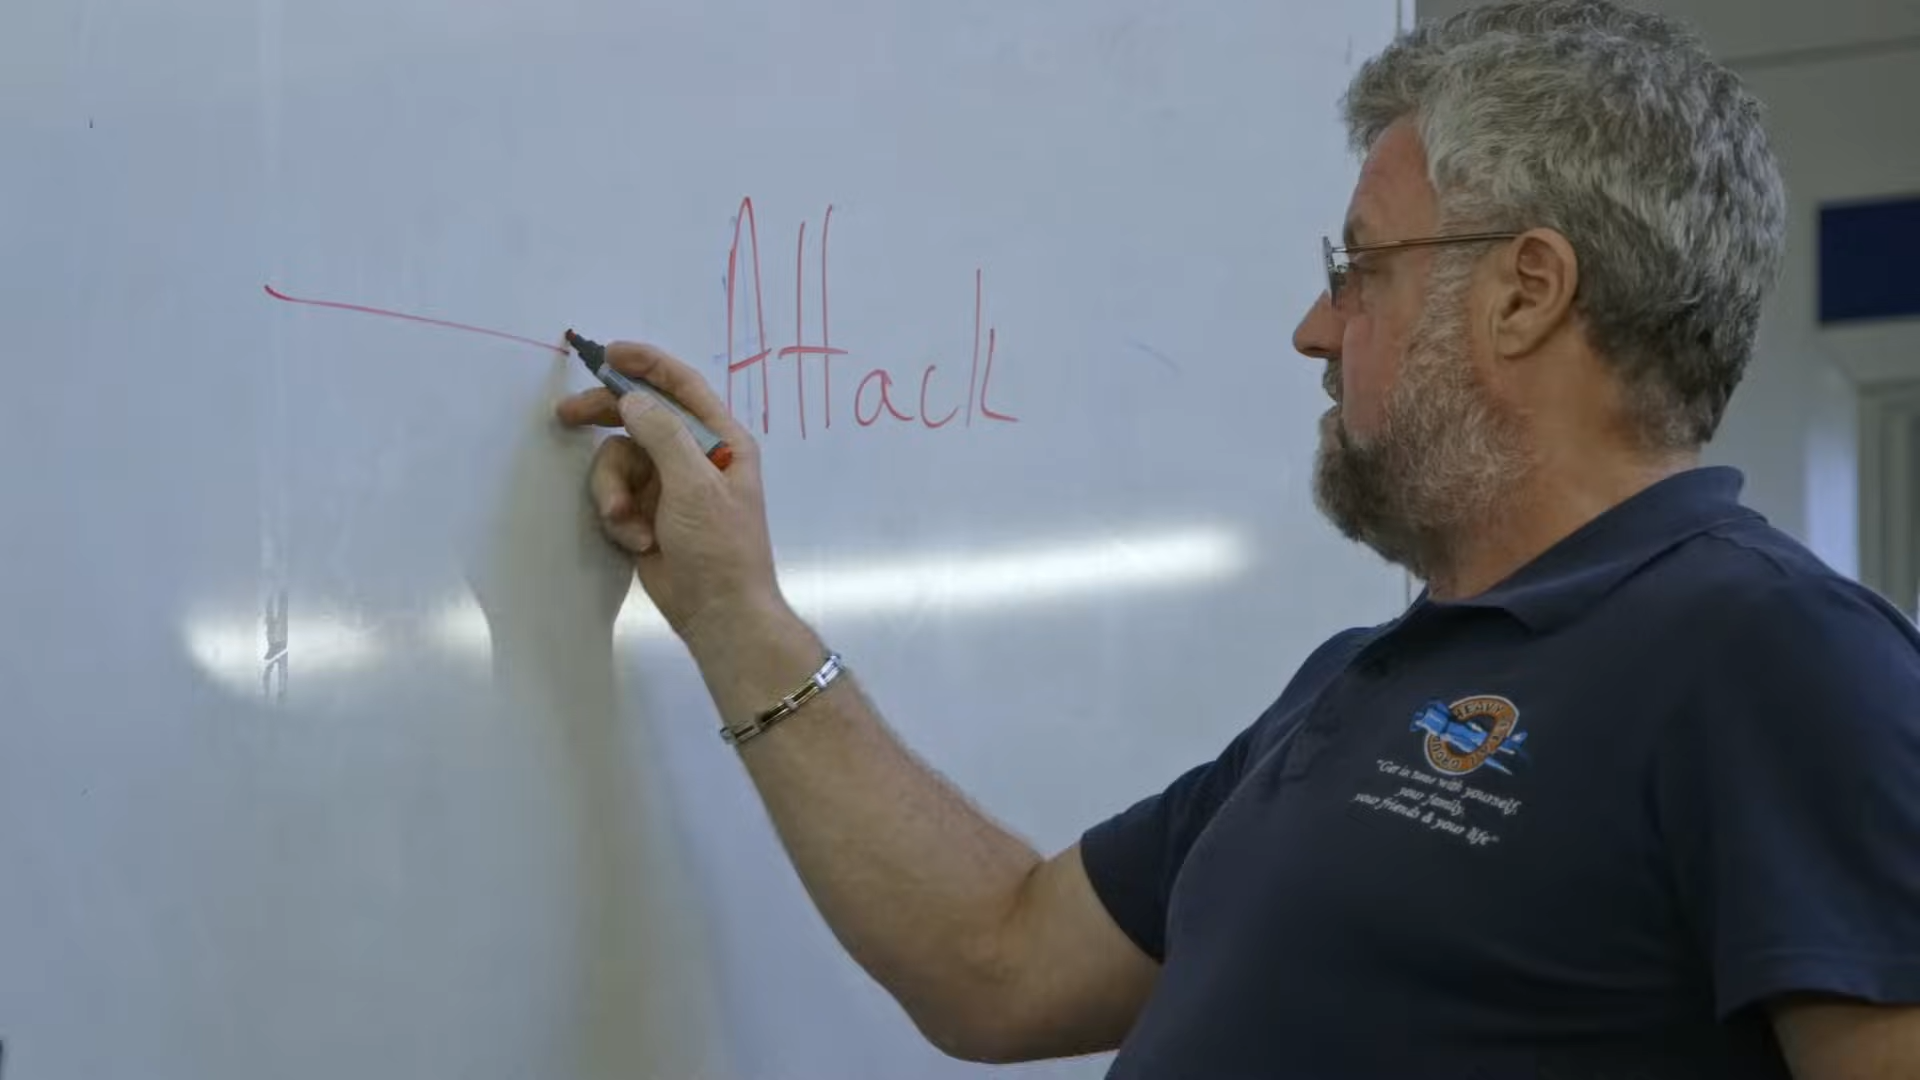 Attack
"Get in tune with yourself,
your family,
your friends & your life"